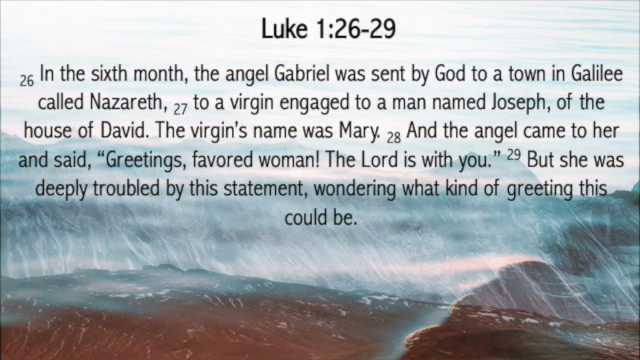 Luke 1:26-29
26 In the sixth month, the angel Gabriel was sent by God to a town in Galilee
called Nazareth, 27 to a virgin engaged to a man named Joseph, of the
house of David. The virgin’s name was Mary. 28 And the angel came to her
and said, “Greetings, favored woman! The Lord is with you.” 29 But she was
deeply troubled by this statement, wondering what kind of greeting this
could be.